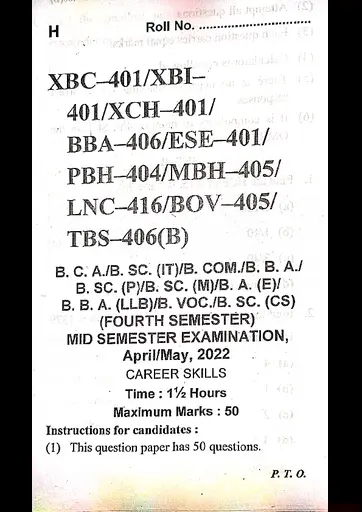 H
Roll No. ..............................
XBC–401/XBI–
401/XCH–401/
BBA–406/ESE–401/
PBH–404/MBH–405/
LNC–416/BOV–405/
TBS–406(B)
B. C. A./B. SC. (IT)/B. COM./B. B. A./
B. SC. (P)/B. SC. (M)/B. A. (E)/
B. B. A. (LLB)/B. VOC./B. SC. (CS)
(FOURTH SEMESTER)
MID SEMESTER EXAMINATION,
April/May, 2022
CAREER SKILLS
Time : 1½ Hours
Maximum Marks : 50
Instructions for candidates :
(1) This question paper has 50 questions.
P. T. O.